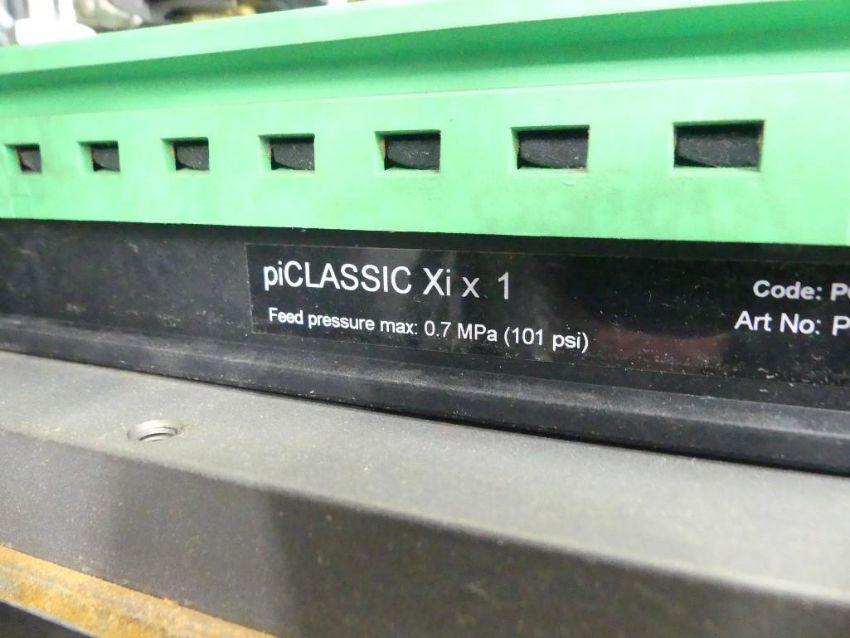 piCLASSIC Xi x 1
Feed pressure max: 0.7 MPa (101 psi)
Code: P
Art No: P